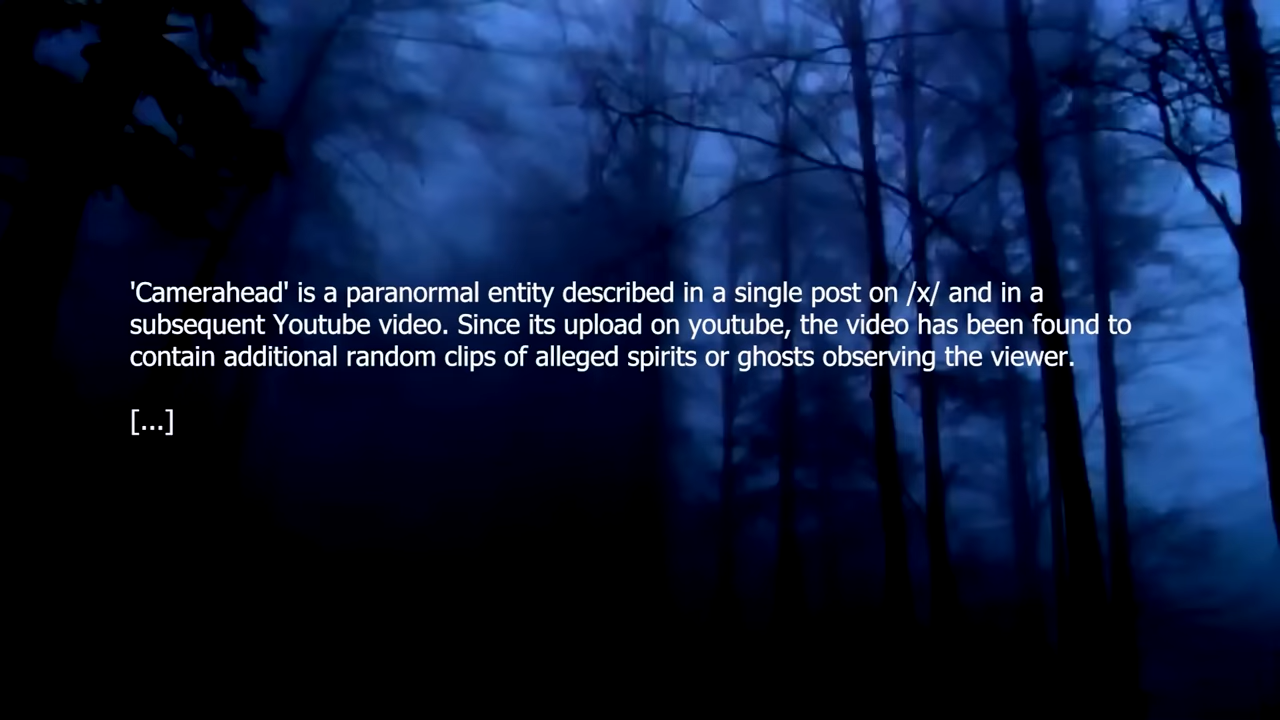 'Camerahead' is a paranormal entity described in a single post on /x/ and in a
subsequent Youtube video. Since its upload on youtube, the video has been found to
contain additional random clips of alleged spirits or ghosts observing the viewer.
[...]